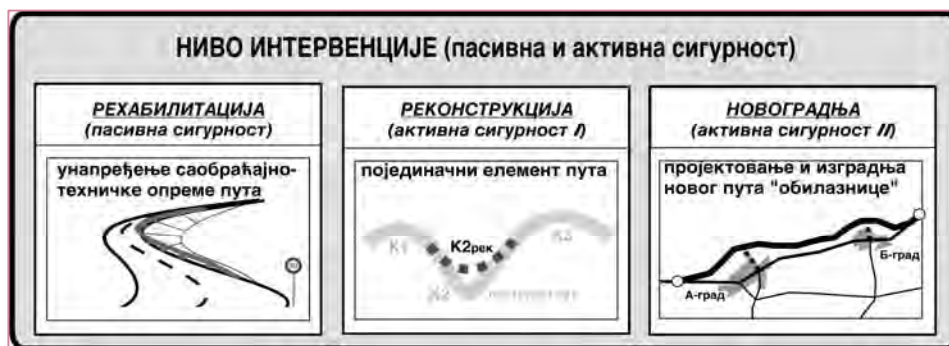 НИВО ИНТЕРВЕНЦИЈЕ (пасивна и активна сигурност)
РЕХАБИЛИТАЦИЈА
(пасивна сигурност)
унапређење саобраћајно-
техничке опреме пута
РЕКОНСТРУКЦИЈА
(активна сигурност I)
појединачни елемент пута
К1
К2рек
К3
К2
НОВОГРАДЊА
(активна сигурност II)
пројектовање и изградња
новог пута "обилазнице"
Б-град
А-град